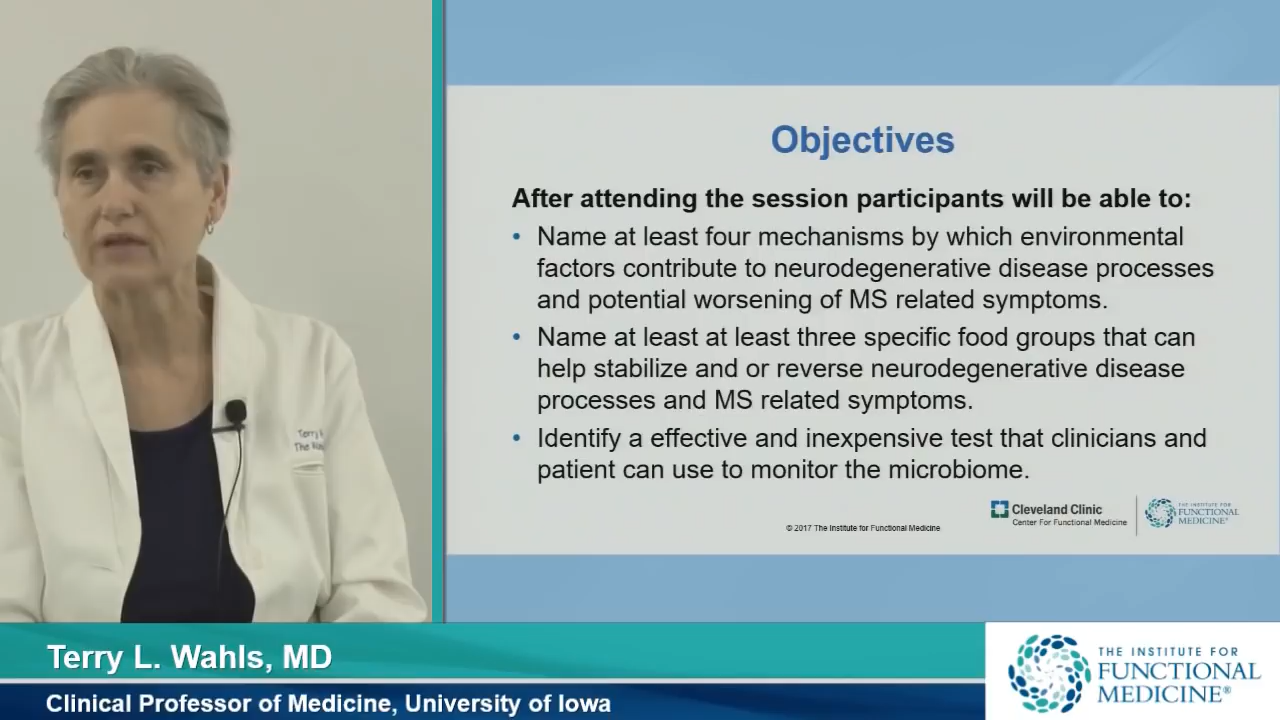 Objectives
After attending the session participants will be able to:
• Name at least four mechanisms by which environmental
factors contribute to neurodegenerative disease processes
and potential worsening of MS related symptoms.
• Name at least at least three specific food groups that can
help stabilize and or reverse neurodegenerative disease
processes and MS related symptoms.
• Identify a effective and inexpensive test that clinicians and
patient can use to monitor the microbiome.
Cleveland Clinic
Center For Functional Medicine
THE INSTITUTE FOR
FUNCTIONAL
MEDICINE®
© 2017 The Institute for Functional Medicine
Terry
The
Terry L. Wahls, MD
Clinical Professor of Medicine, University of Iowa
THE INSTITUTE FOR
FUNCTIONAL
MEDICINE®